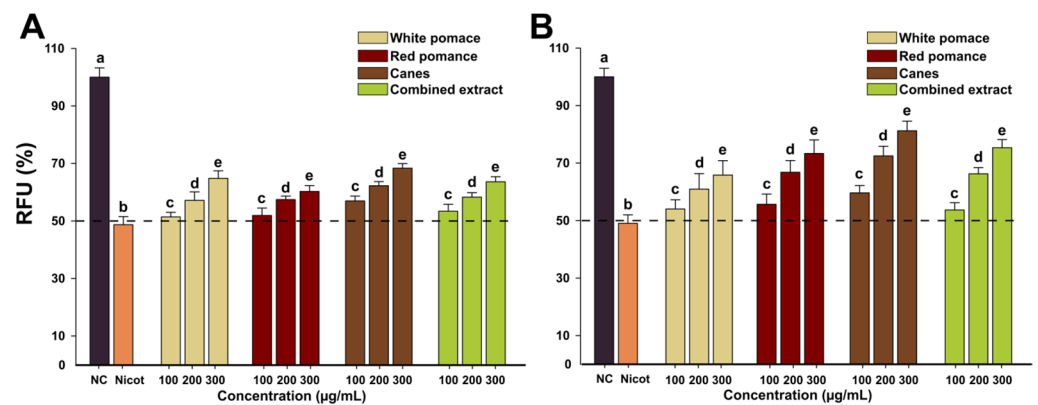 A
White pomace
Red pomance
Canes
Combined extract
RFU (%)
110
90
70
50
30
10
0
a
b
c
d
e
c
d
e
c
d
e
c
d
e
NC Nicot 100 200 300 100 200 300 100 200 300 100 200 300
Concentration (μg/mL)
B
White pomace
Red pomance
Canes
Combined extract
110
90
70
50
30
10
0
a
b
c
d
e
c
d
e
c
d
e
c
d
e
NC Nicot 100 200 300 100 200 300 100 200 300 100 200 300
Concentration (μg/mL)